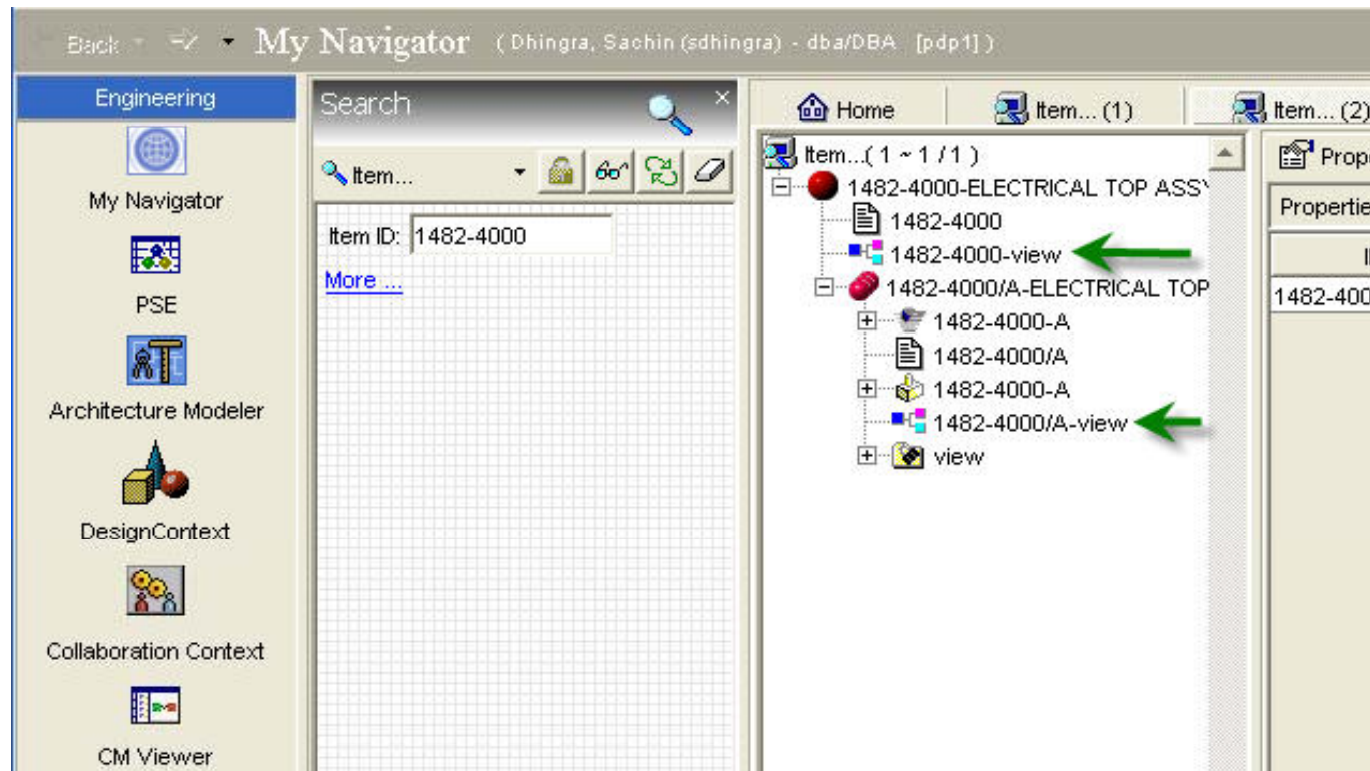 Back My Navigator (Dhingra, Sachin (sdhingra) - dba/DBA [pdp1])
Engineering
My Navigator
PSE
Architecture Modeler
DesignContext
Collaboration Context
CM Viewer
Search
Item...
Item ID: 1482-4000
More ...
Home
Item... (1)
Item... (2)
Item...( 1 ~ 1 / 1 )
1482-4000-ELECTRICAL TOP ASSY
1482-4000
1482-4000-view
1482-4000/A-ELECTRICAL TOP
1482-4000-A
1482-4000/A
1482-4000-A
1482-4000/A-view
view
Prope
Propertie
1482-400